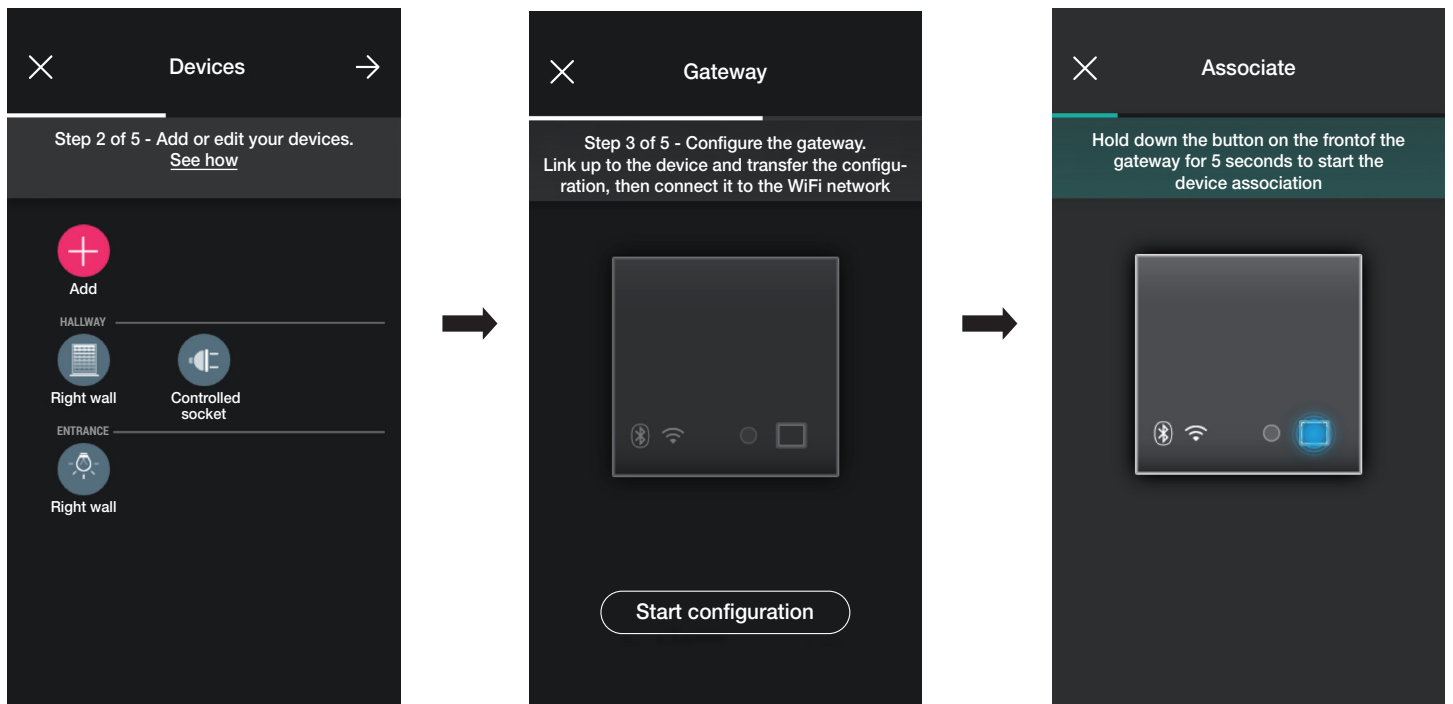 Devices
Step 2 of 5 - Add or edit your devices.
See how
Add
HALLWAY
Right wall
Controlled
socket
ENTRANCE
Right wall
Gateway
Step 3 of 5 - Configure the gateway.
Link up to the device and transfer the configu-
ration, then connect it to the WiFi network
Start configuration
Associate
Hold down the button on the frontof the
gateway for 5 seconds to start the
device association